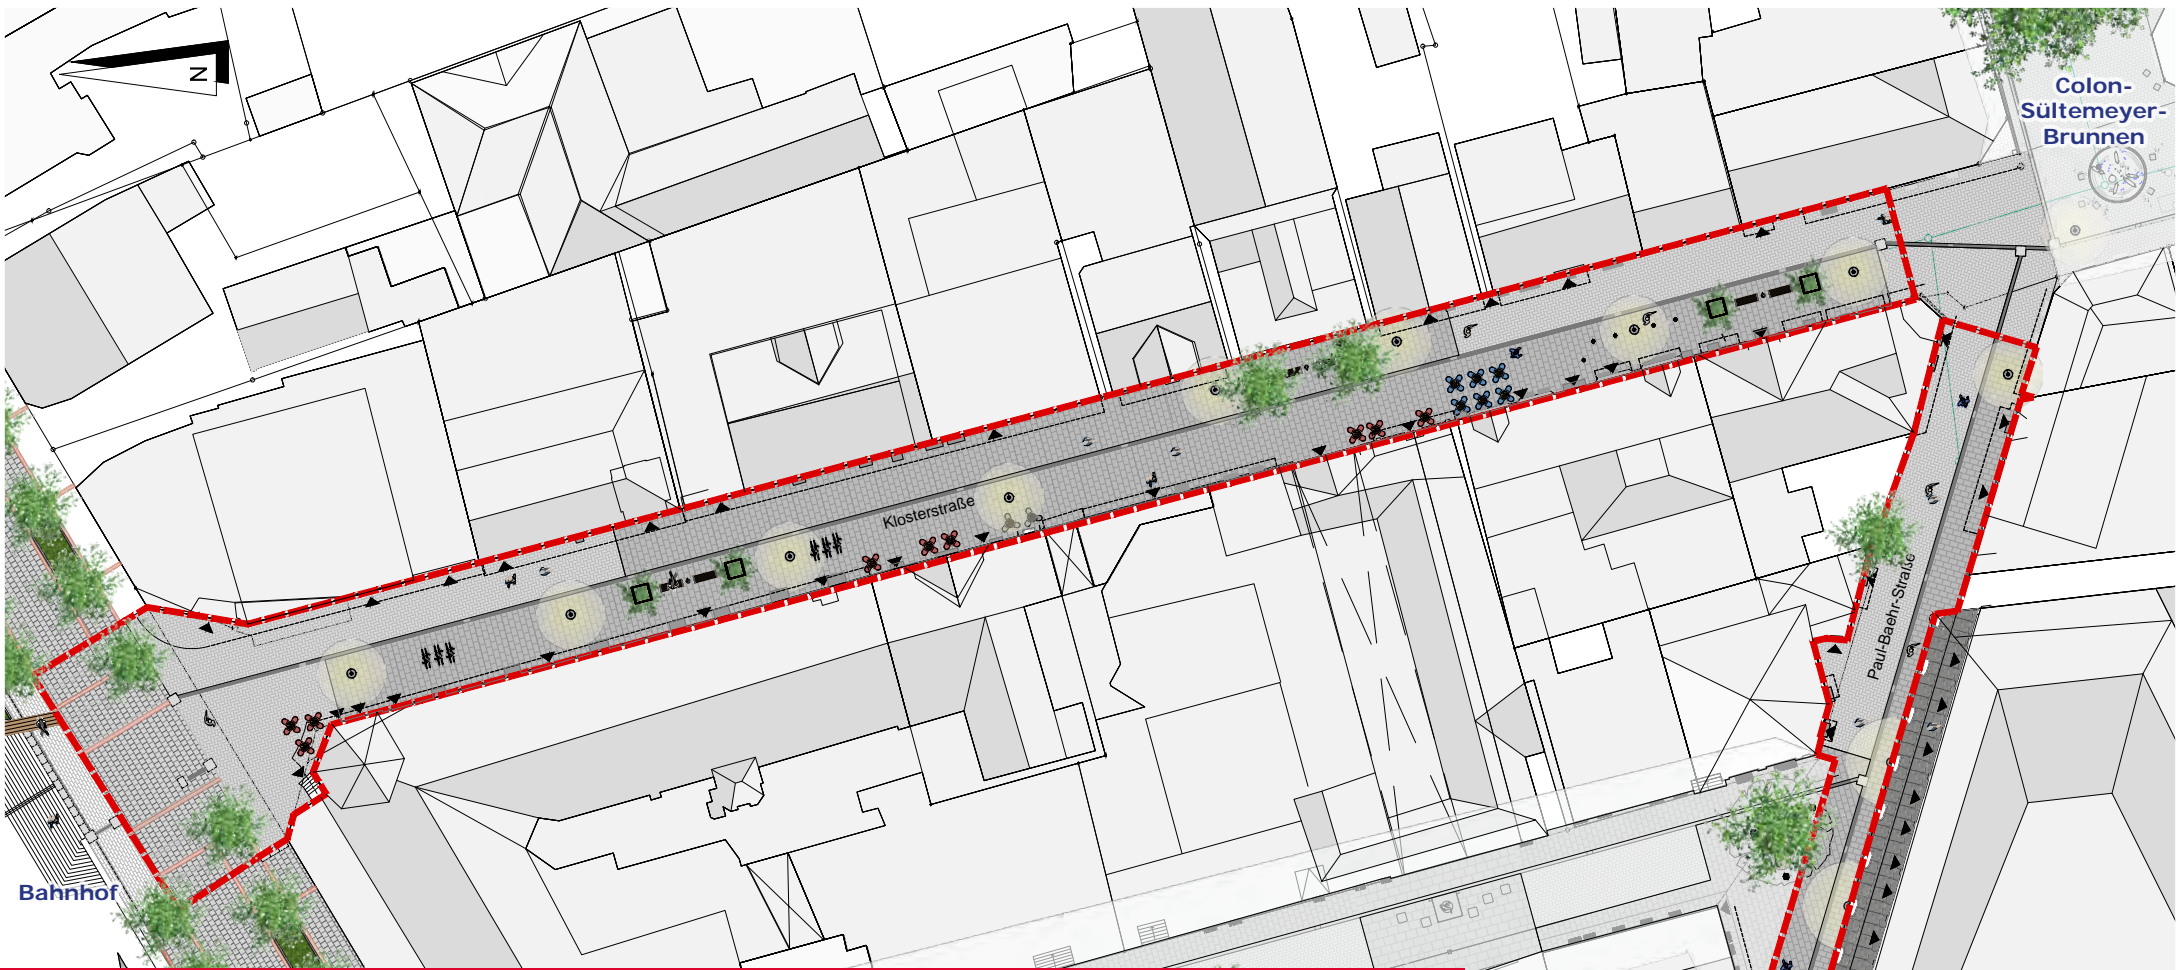 N
Colon-
Sültemeyer-
Brunnen
Klosterstraße
Paul-Baehr-Straße
Bahnhof